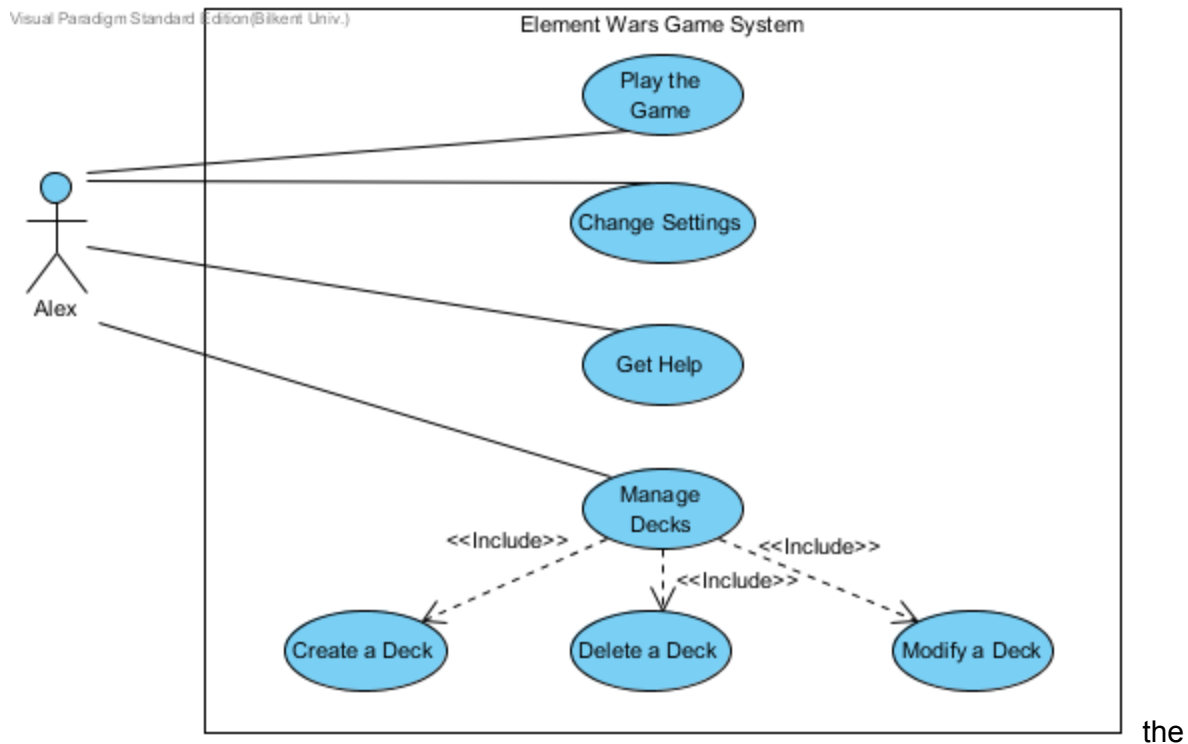 Visual Paradigm Standard Edition(Bilkent Univ.)
Element Wars Game System
Play the
Game
Change Settings
Alex
Get Help
Manage
Decks
<<Include>>
<<Include>>
<<Include>>
Create a Deck
Delete a Deck
Modify a Deck
the